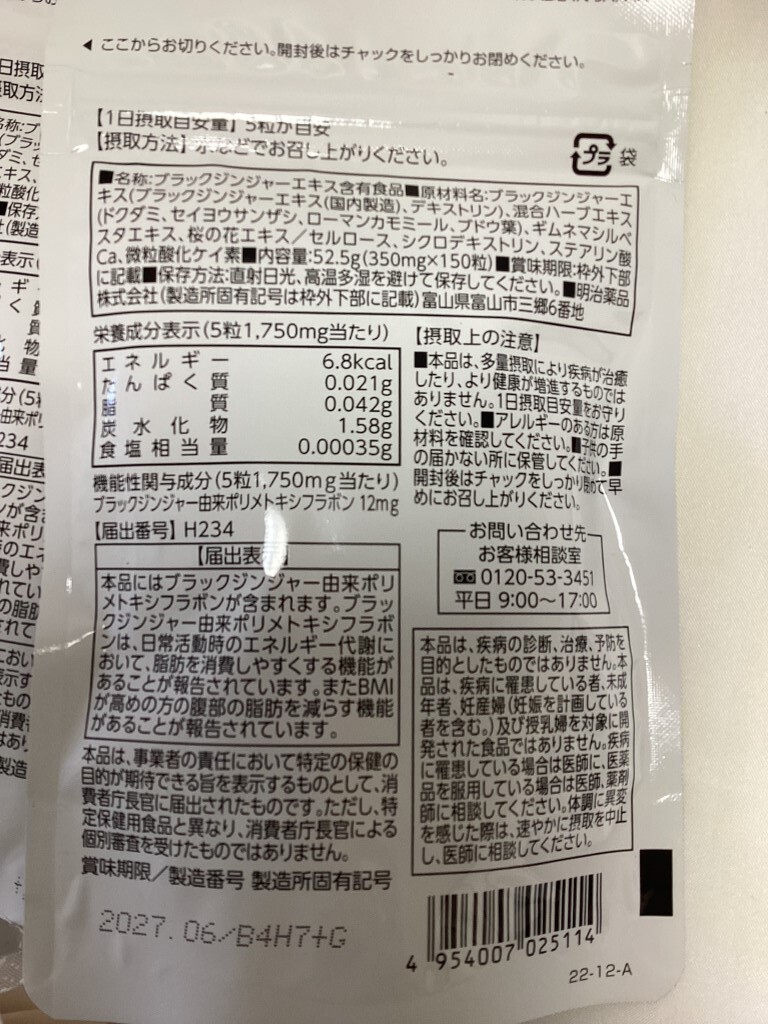 ◀ ここからお切りください。開封後はチャックをしっかりお閉めください。
【1日摂取目安量】5粒が目安
【摂取方法】水などでお召し上がりください。
プラ 袋
■名称:ブラックジンジャーエキス含有食品■原材料名:ブラックジンジャーエ
キス(ブラックジンジャーエキス(国内製造)、デキストリン)、混合ハーブエキス
(ドクダミ、セイヨウサンザシ、ローマンカモミール、ブドウ葉)、ギムネマシルベ
スタエキス、桜の花エキス/セルロース、シクロデキストリン、ステアリン酸
Ca、微粒酸化ケイ素■内容量:52.5g(350mg×150粒)■賞味期限:枠外下部
に記載■保存方法:直射日光、高温多湿を避けて保存してください。■明治薬品
株式会社(製造所固有記号は枠外下部に記載)富山県富山市三郷6番地
栄養成分表示(5粒1,750mg当たり)
エネルギー 6.8kcal
たんぱく質 0.021g
脂質 0.042g
炭水化物 1.58g
食塩相当量 0.00035g
機能性関与成分(5粒1,750mg当たり)
ブラックジンジャー由来ポリメトキシフラボン 12mg
【届出番号】H234
【届出表示】
本品にはブラックジンジャー由来ポリ
メトキシフラボンが含まれます。ブラッ
クジンジャー由来ポリメトキシフラボ
ンは、日常活動時のエネルギー代謝に
おいて、脂肪を消費しやすくする機能が
あることが報告されています。またBMI
が高めの方の腹部の脂肪を減らす機能
があることが報告されています。
本品は、事業者の責任において特定の保健の
目的が期待できる旨を表示するものとして、消
費者庁長官に届出されたものです。ただし、特
定保健用食品と異なり、消費者庁長官による
個別審査を受けたものではありません。
賞味期限/製造番号 製造所固有記号
2027.06/B4H7+G
【摂取上の注意】
■本品は、多量摂取により疾病が治癒
したり、より健康が増進するものでは
ありません。1日摂取目安量をお守り
ください。■アレルギーのある方は原
材料を確認してください。■子供の手
の届かない所に保管してください。■
開封後はチャックをしっかり閉めて早
めにお召し上がりください。
お問い合わせ先
お客様相談室
0120-53-3451
平日 9:00〜17:00
本品は、疾病の診断、治療、予防を
目的としたものではありません。本
品は、疾病に罹患している者、未成
年者、妊産婦(妊娠を計画している
者を含む。)及び授乳婦を対象に開
発された食品ではありません。疾病
に罹患している場合は医師に、医薬
品を服用している場合は医師、薬剤
師に相談してください。体調に異変
を感じた際は、速やかに摂取を中止
し、医師に相談してください。
4 954007 025114
22-12-A